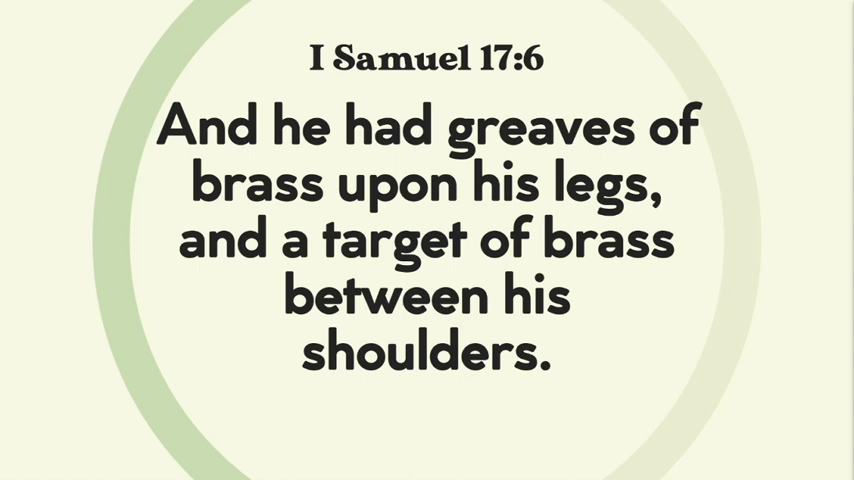 I Samuel 17:6
And he had greaves of
brass upon his legs,
and a target of brass
between his
shoulders.